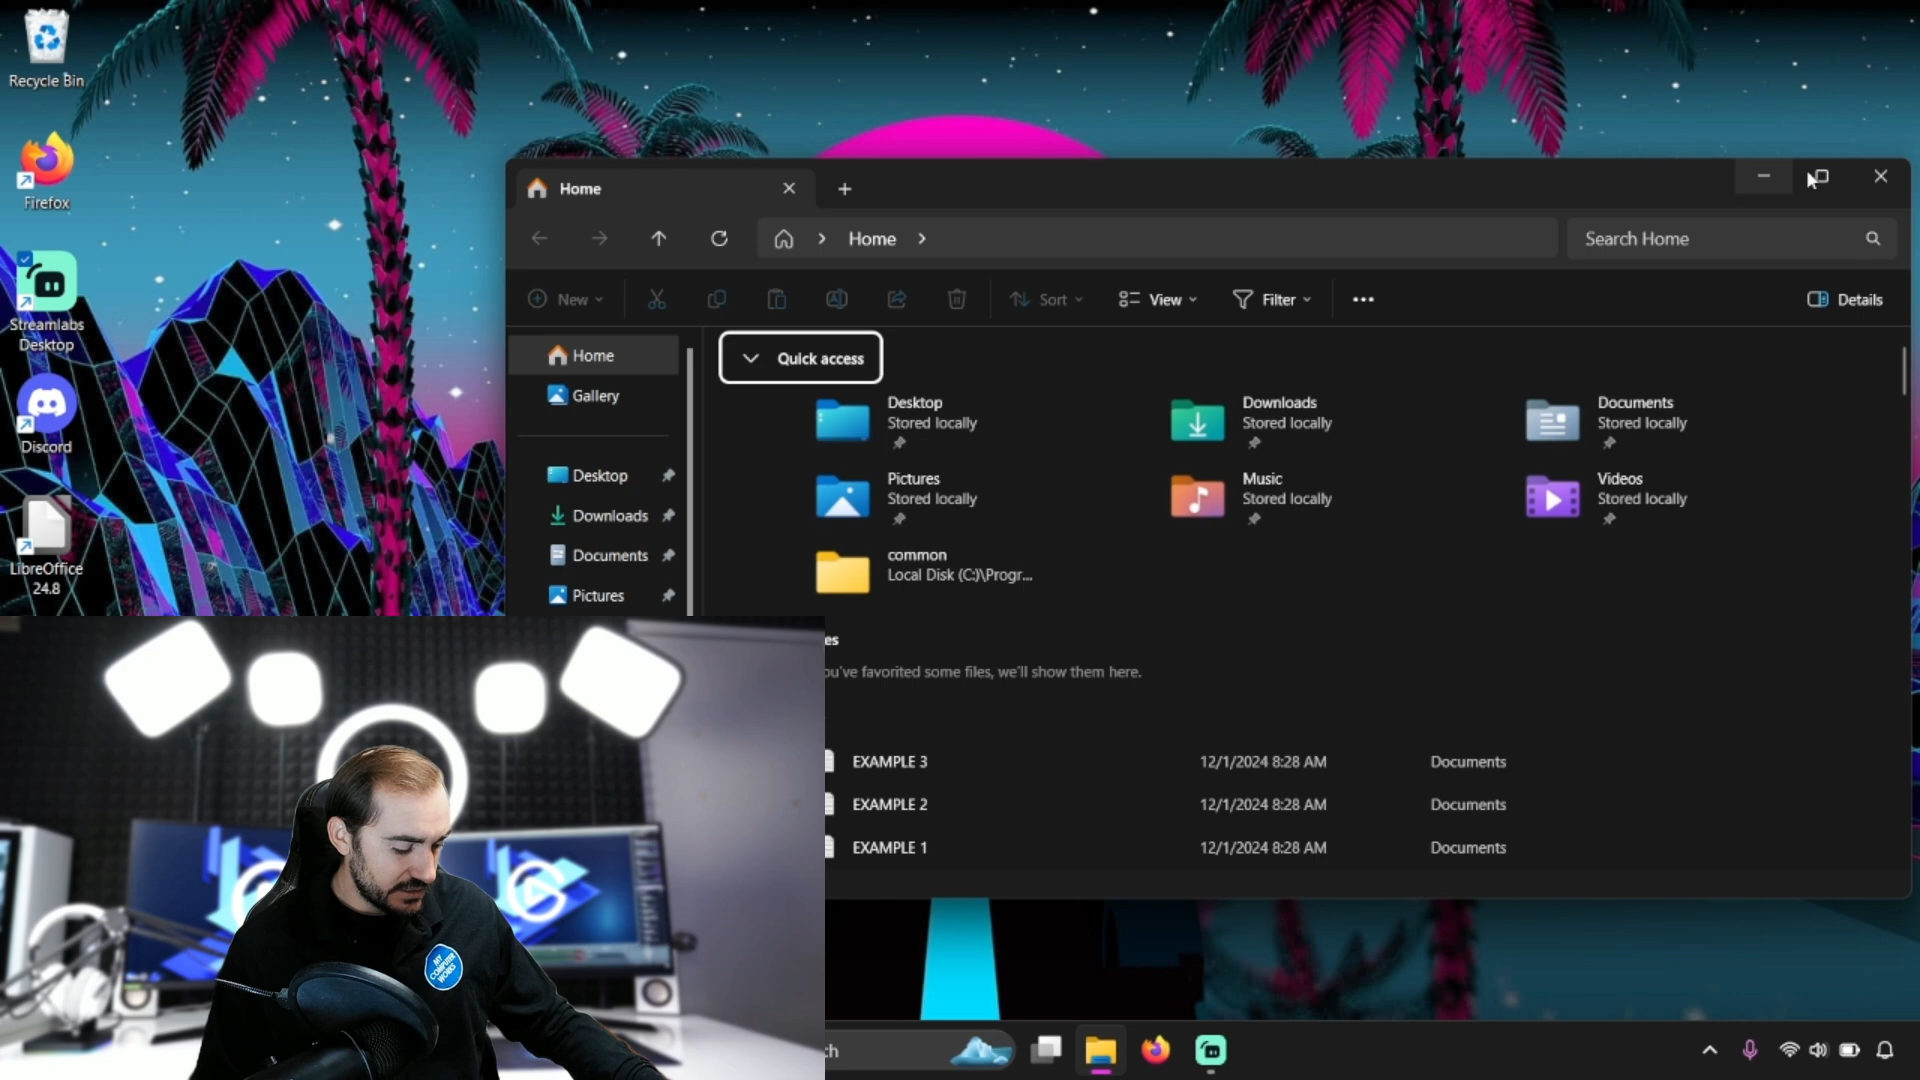 Recycle Bin
Firefox
Streamlabs
Desktop
Discord
LibreOffice
24.8
Home
Home
Search Home
New
Sort
View
Filter
Details
Home
Gallery
Desktop
Downloads
Documents
Pictures
Quick access
Desktop
Stored locally
Downloads
Stored locally
Documents
Stored locally
Pictures
Stored locally
Music
Stored locally
Videos
Stored locally
common
Local Disk (C:)\Progr...
es
ou've favorited some files, we'll show them here.
EXAMPLE 3 12/1/2024 8:28 AM Documents
EXAMPLE 2 12/1/2024 8:28 AM Documents
EXAMPLE 1 12/1/2024 8:28 AM Documents
MY
COMPUTER
WORKS
ch